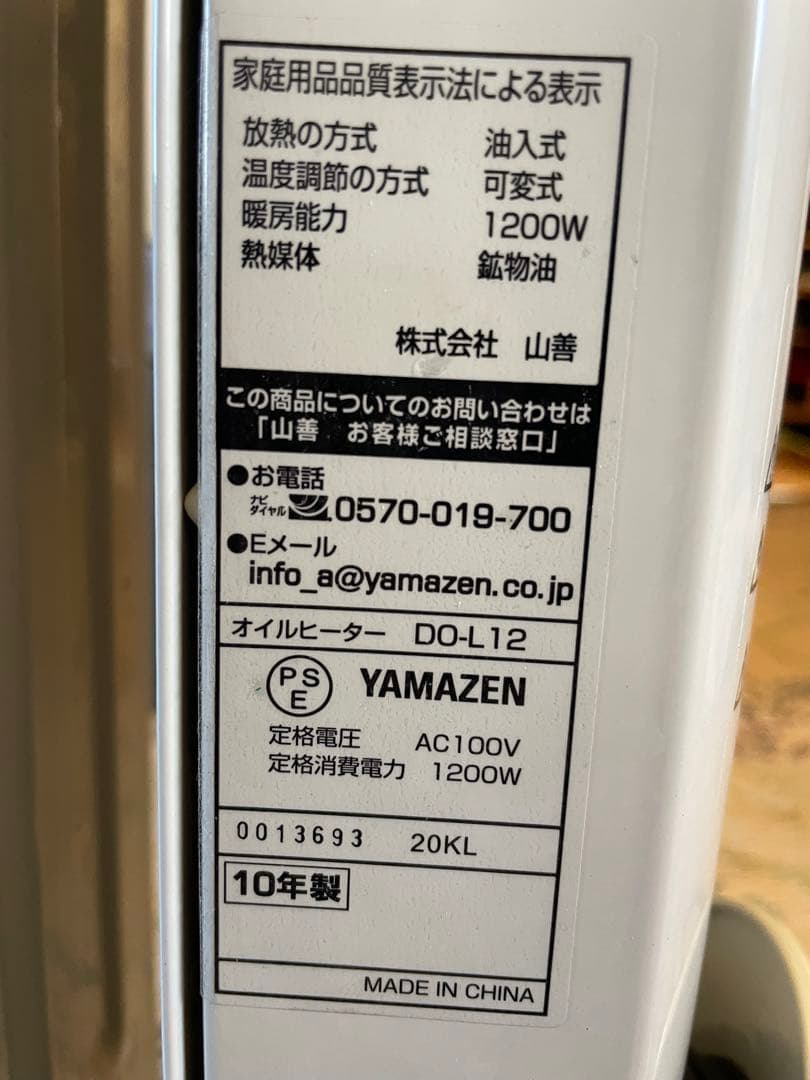 家庭用品品質表示法による表示
放熱の方式 油入式
温度調節の方式 可変式
暖房能力 1200W
熱媒体 鉱物油
株式会社 山善
この商品についてのお問い合わせは
「山善 お客様ご相談窓口」
●お電話
ナビ
ダイヤル 0570-019-700
●Eメール
info_a@yamazen.co.jp
オイルヒーター DO-L12
PS
E YAMAZEN
定格電圧 AC100V
定格消費電力 1200W
0013693 20KL
10年製
MADE IN CHINA